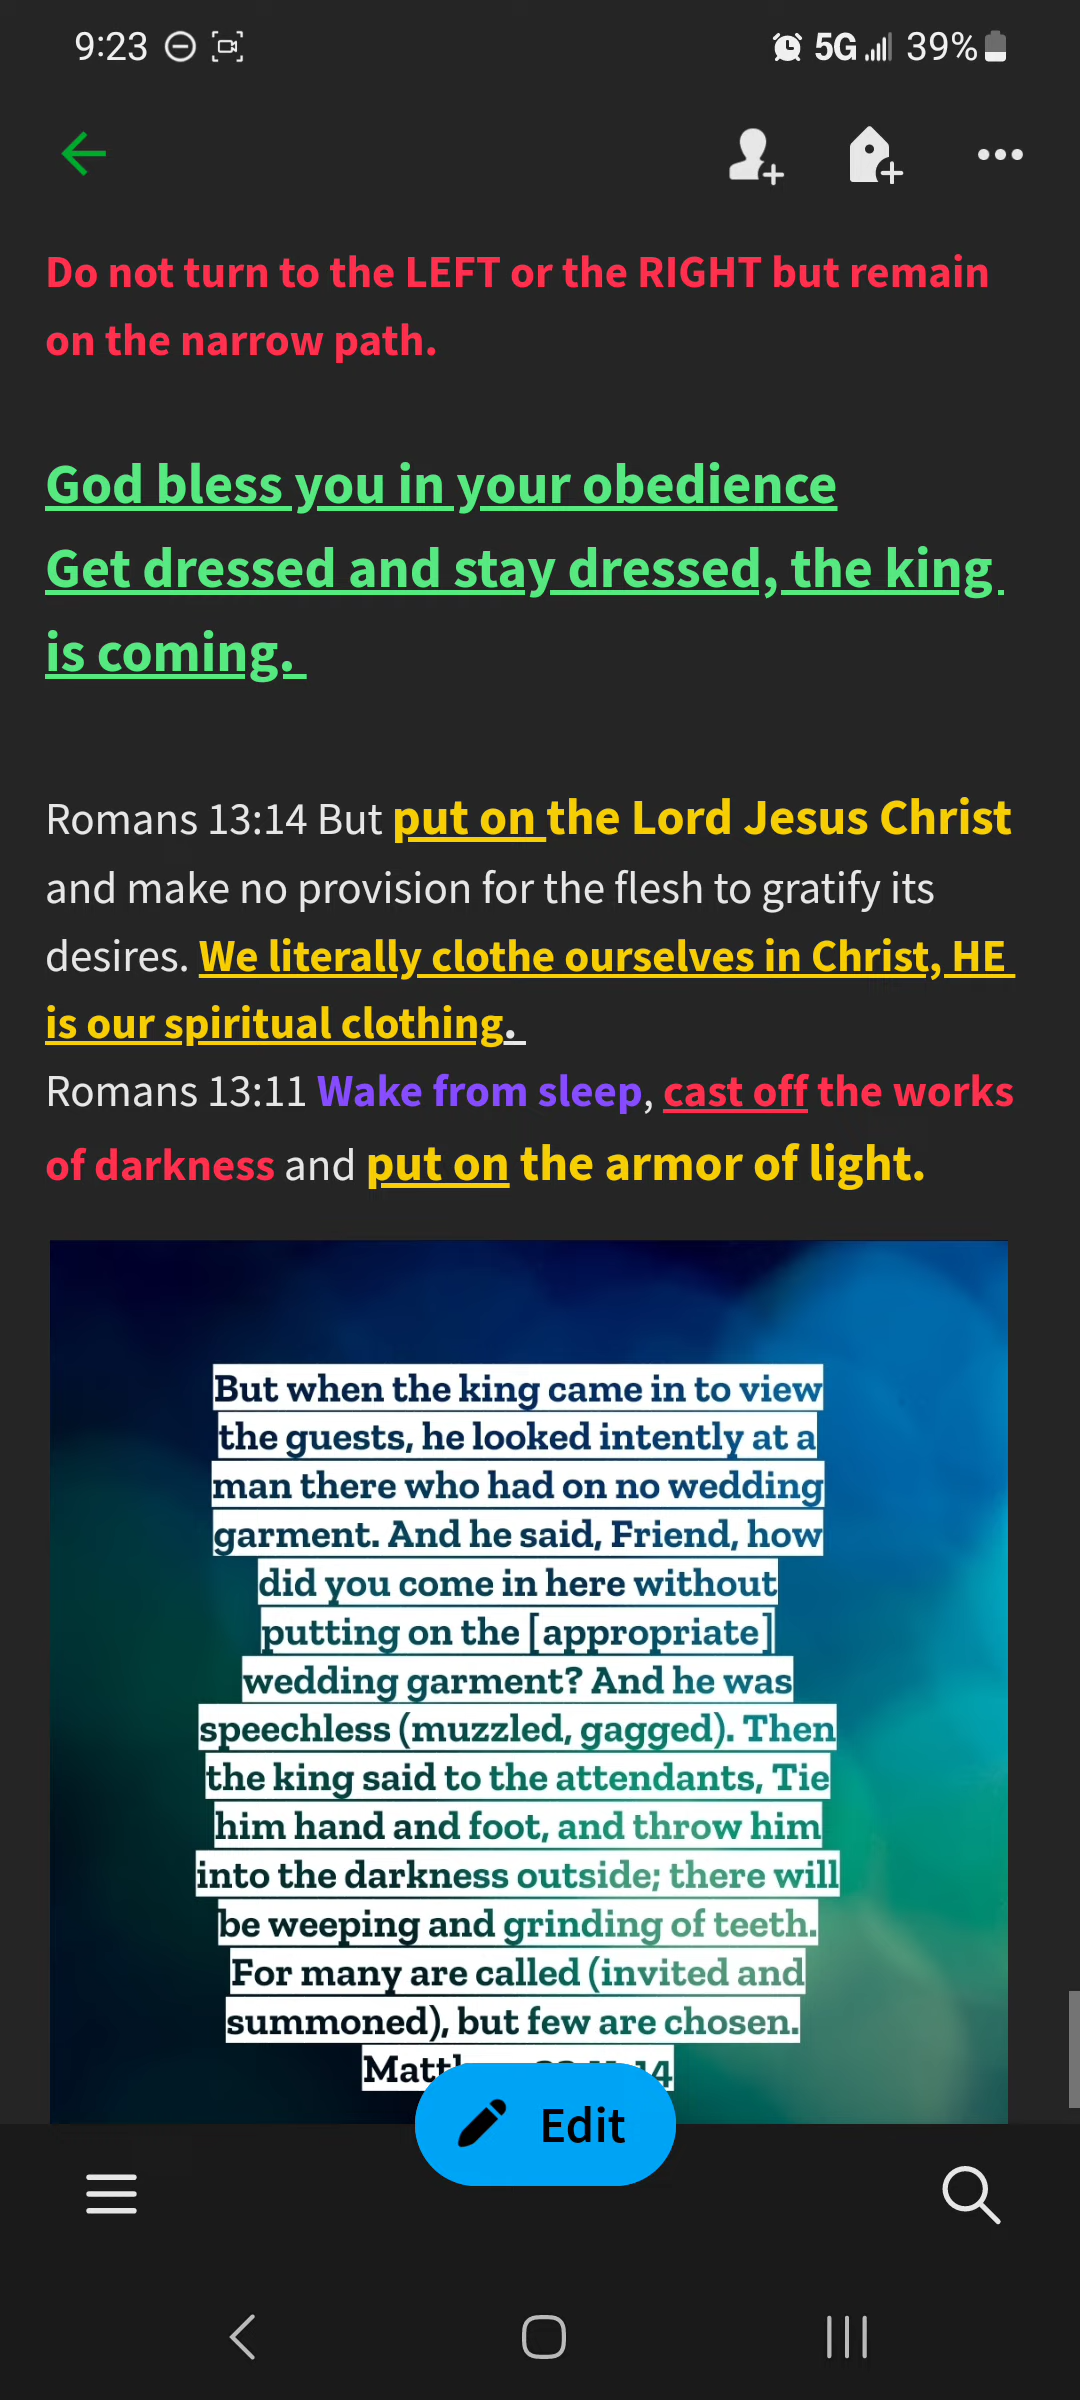 9:23
5G 39%
Do not turn to the LEFT or the RIGHT but remain
on the narrow path.
God bless you in your obedience
Get dressed and stay dressed, the king
is coming.
Romans 13:14 But put on the Lord Jesus Christ
and make no provision for the flesh to gratify its
desires. We literally clothe ourselves in Christ, HE
is our spiritual clothing.
Romans 13:11 Wake from sleep, cast off the works
of darkness and put on the armor of light.
But when the king came in to view
the guests, he looked intently at a
man there who had on no wedding
garment. And he said, Friend, how
did you come in here without
putting on the [appropriate]
wedding garment? And he was
speechless (muzzled, gagged). Then
the king said to the attendants, Tie
him hand and foot, and throw him
into the darkness outside; there will
be weeping and grinding of teeth.
For many are called (invited and
summoned), but few are chosen.
14
Edit